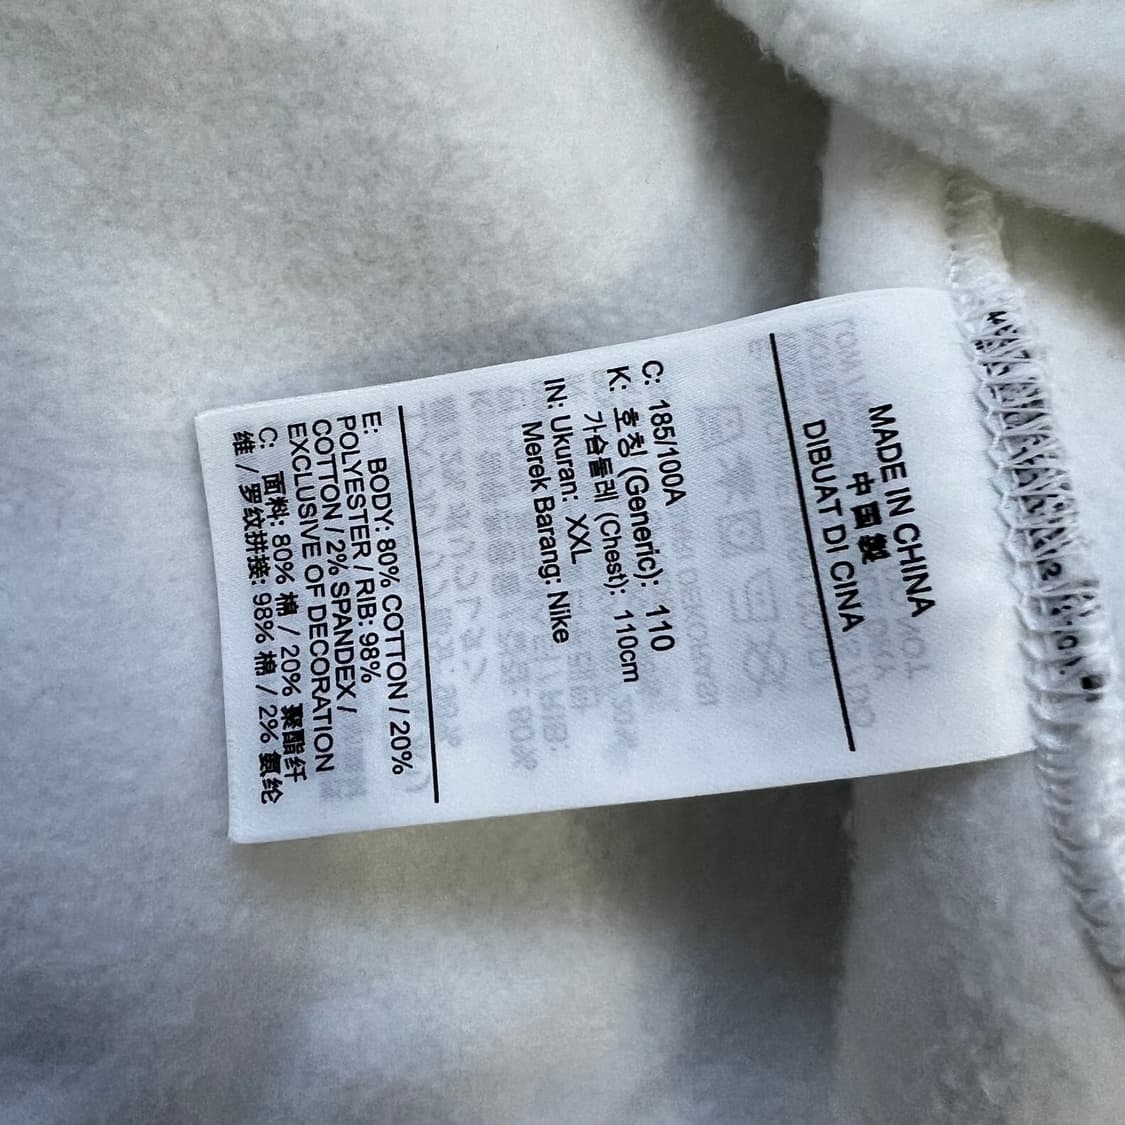 MADE IN CHINA
中國製
DIBUAT DI CINA
C: 185/100A
K: 호칭 (Generic): 110
가슴둘레 (Chest): 110cm
IN: Ukuran: XXL
Merek Barang: Nike
E: BODY: 80% COTTON / 20%
POLYESTER / RIB: 98%
COTTON / 2% SPANDEX /
EXCLUSIVE OF DECORATION
C: 面料: 80% 棉 / 20% 聚酯纤
维 / 罗纹拼接: 98% 棉 / 2% 氨纶